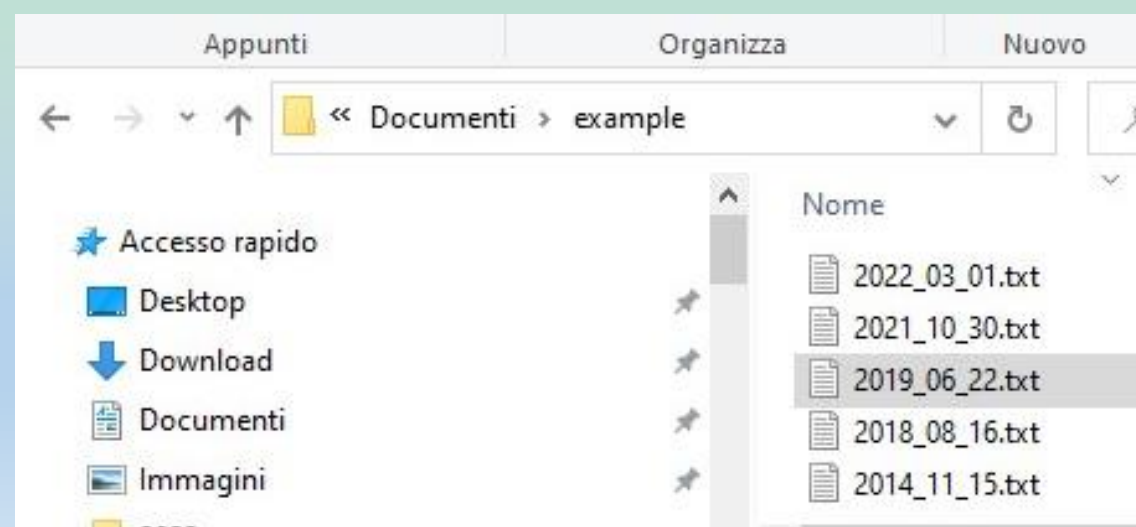 Appunti Organizza Nuovo
« Documenti › example
Nome
Accesso rapido
Desktop
Download
Documenti
Immagini
2022_03_01.txt
2021_10_30.txt
2019_06_22.txt
2018_08_16.txt
2014_11_15.txt